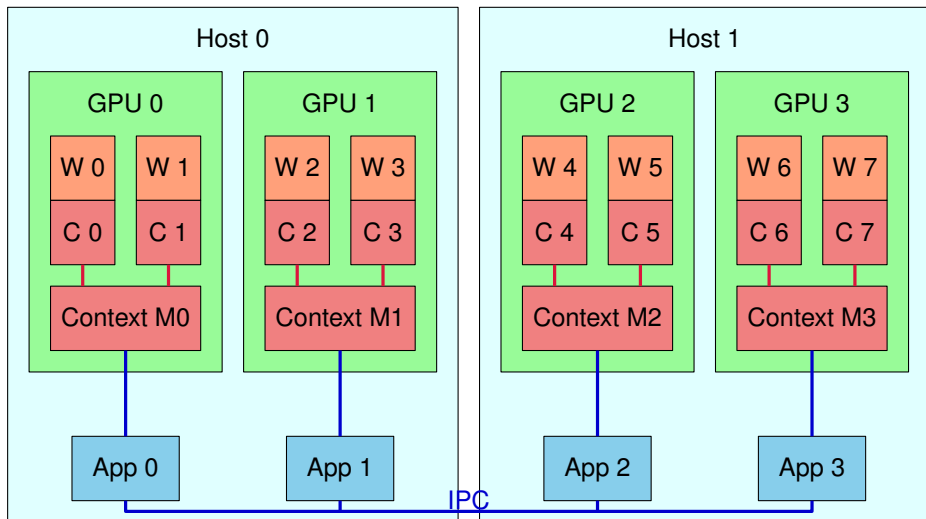 Host 0
Host 1
GPU 0
GPU 1
GPU 2
GPU 3
W 0
W 1
W 2
W 3
W 4
W 5
W 6
W 7
C 0
C 1
C 2
C 3
C 4
C 5
C 6
C 7
Context M0
Context M1
Context M2
Context M3
App 0
App 1
App 2
App 3
IPC